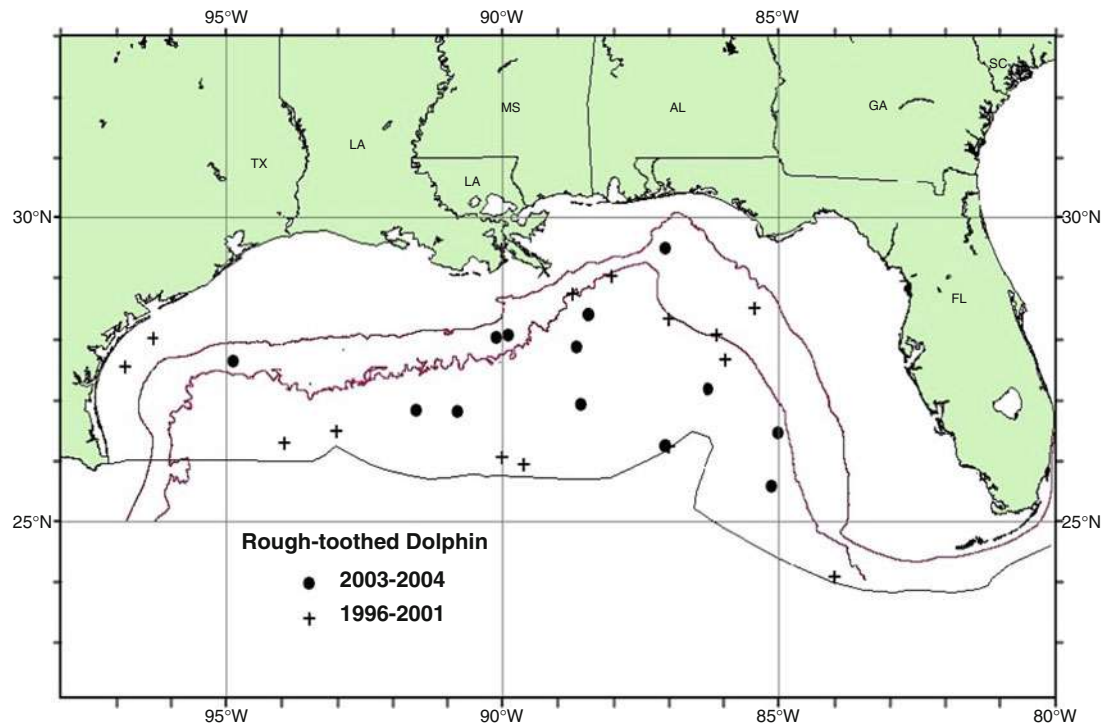 95°W 90°W 85°W
SC
MS AL GA
LA
TX
LA
30°N 30°N
FL
25°N 25°N
Rough-toothed Dolphin
2003-2004
1996-2001
95°W 90°W 85°W 80°W